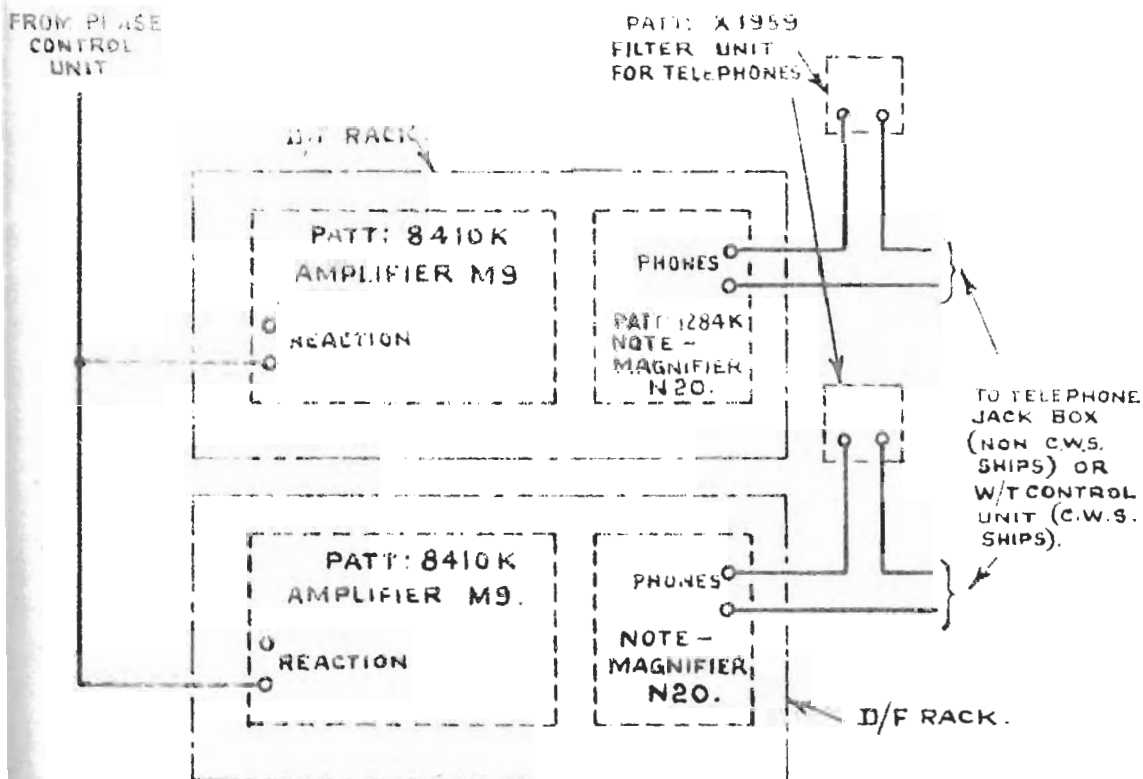 FROM PHASE
CONTROL
UNIT
PATT: X1959
FILTER UNIT
FOR TELEPHONES
D/F RACK.
PATT: 8410K
AMPLIFIER M9
REACTION
PHONES
PATT: 1284K
NOTE-
MAGNIFIER
N20.
TO TELEPHONE
JACK BOX
(NON C.W.S.
SHIPS) OR
W/T CONTROL
UNIT (C.W.S.
SHIPS).
PATT: 8410K
AMPLIFIER M9.
REACTION
PHONES
NOTE-
MAGNIFIER
N20.
D/F RACK.